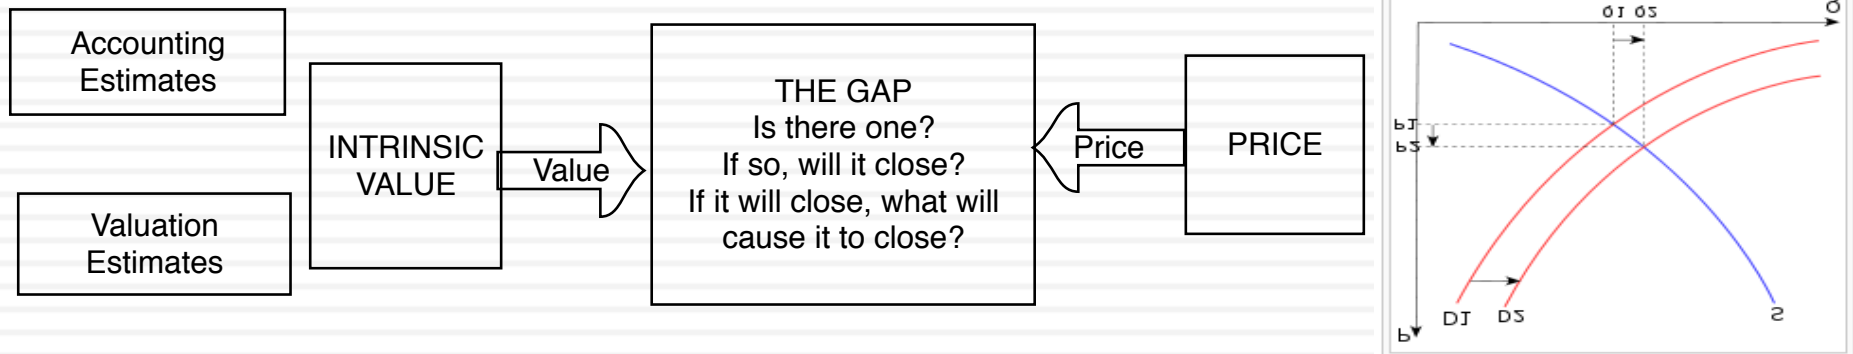 Accounting
Estimates
Valuation
Estimates
INTRINSIC
VALUE
Value
THE GAP
Is there one?
If so, will it close?
If it will close, what will
cause it to close?
Price
PRICE
Q1 Q2
Q
P1
P2
D1 D2
S
P